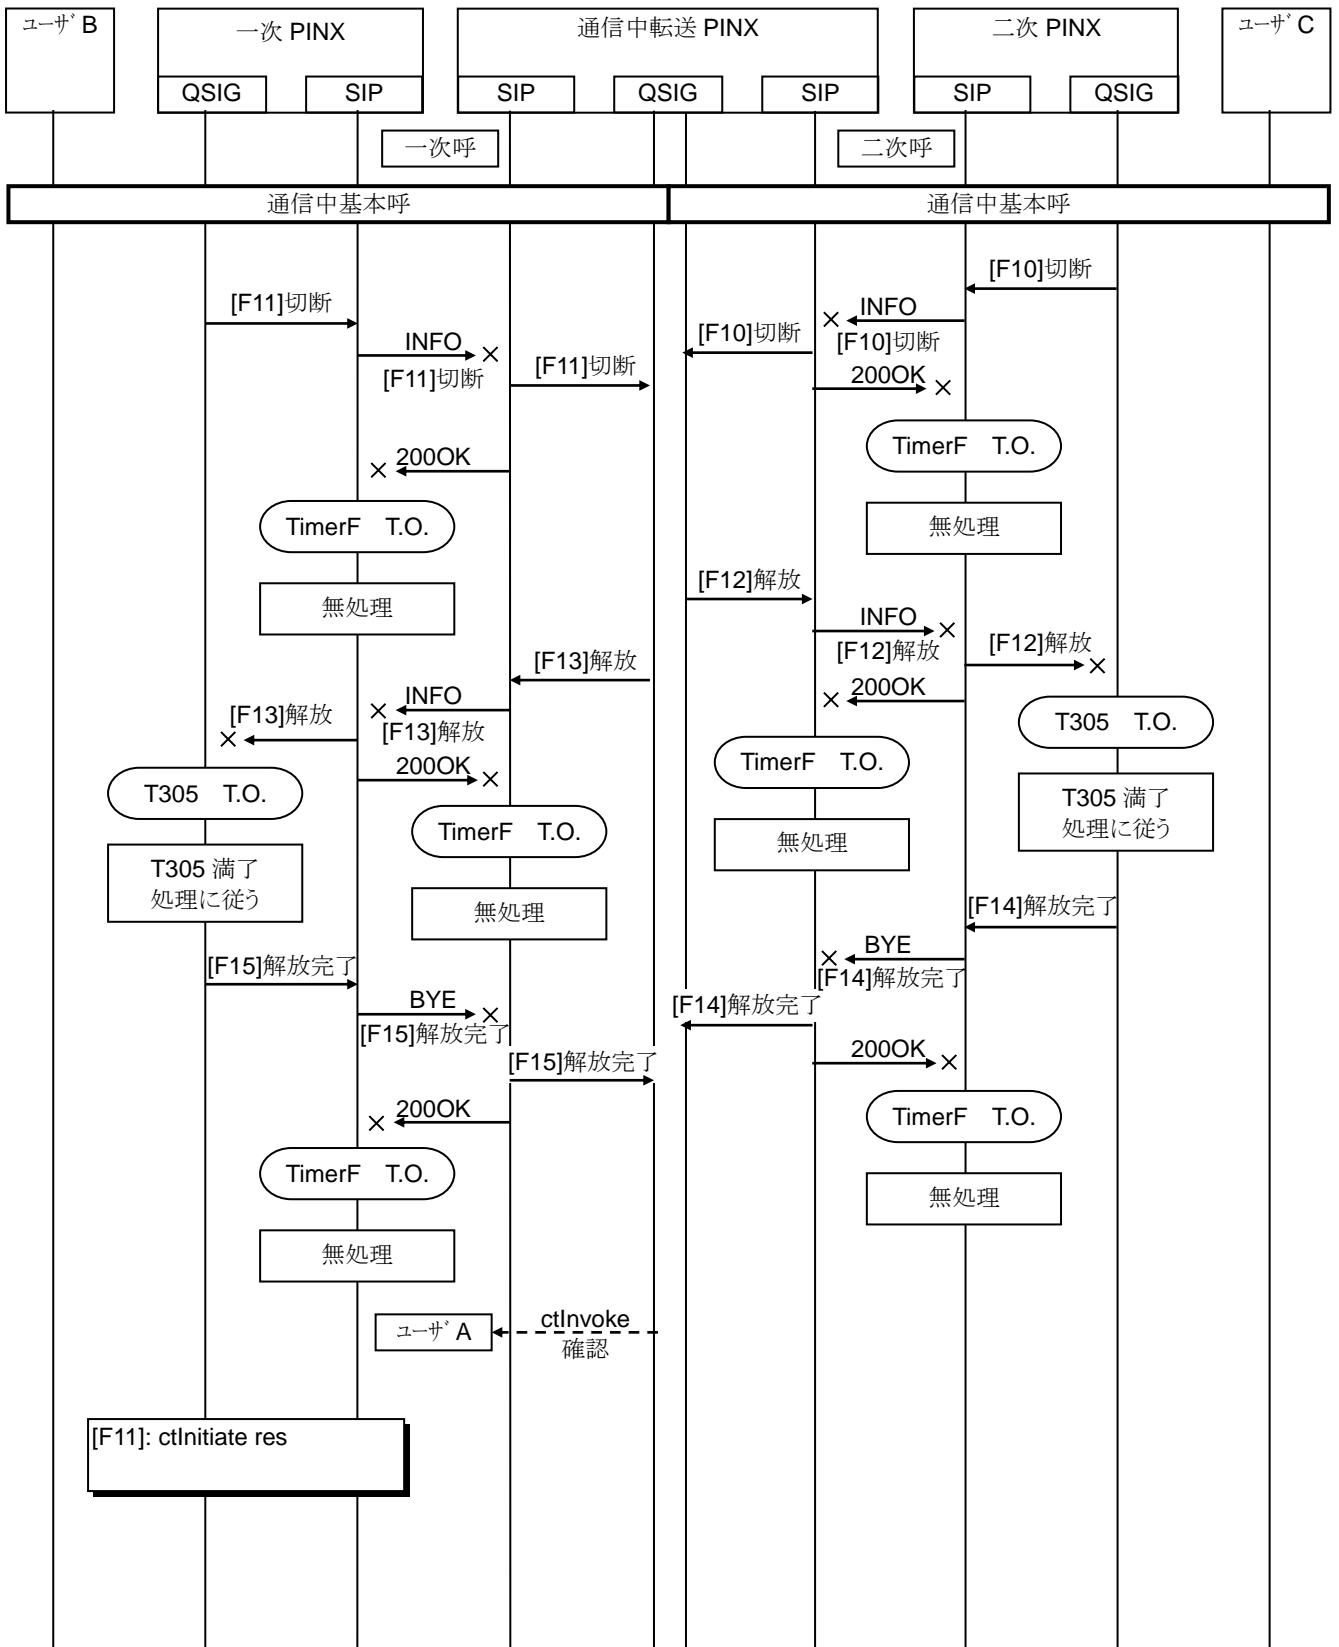 ユーザ B
一次 PINX
通信中転送 PINX
二次 PINX
ユーザ C
QSIG
SIP
SIP
QSIG
SIP
SIP
QSIG
一次呼
二次呼
通信中基本呼
通信中基本呼
[F10]切断
[F11]切断
INFO
[F10]切断
[F10]切断
INFO
[F11]切断
[F11]切断
200OK
TimerF T.O.
200OK
TimerF T.O.
無処理
[F12]解放
無処理
INFO
[F12]解放
[F12]解放
[F13]解放
200OK
INFO
[F13]解放
[F13]解放
T305 T.O.
200OK
TimerF T.O.
T305 T.O.
T305 満了
処理に従う
TimerF T.O.
無処理
T305 満了
処理に従う
無処理
[F14]解放完了
BYE
[F14]解放完了
[F15]解放完了
BYE
[F15]解放完了
[F14]解放完了
200OK
[F15]解放完了
200OK
TimerF T.O.
TimerF T.O.
無処理
無処理
ユーザ A
ctInvoke
確認
[F11]: ctInitiate res